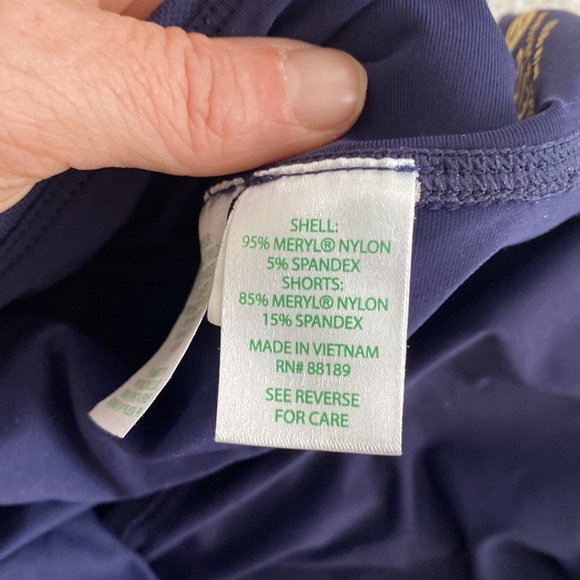 SHELL:
95% MERYL® NYLON
5% SPANDEX
SHORTS:
85% MERYL® NYLON
15% SPANDEX
MADE IN VIETNAM
RN# 88189
SEE REVERSE
FOR CARE